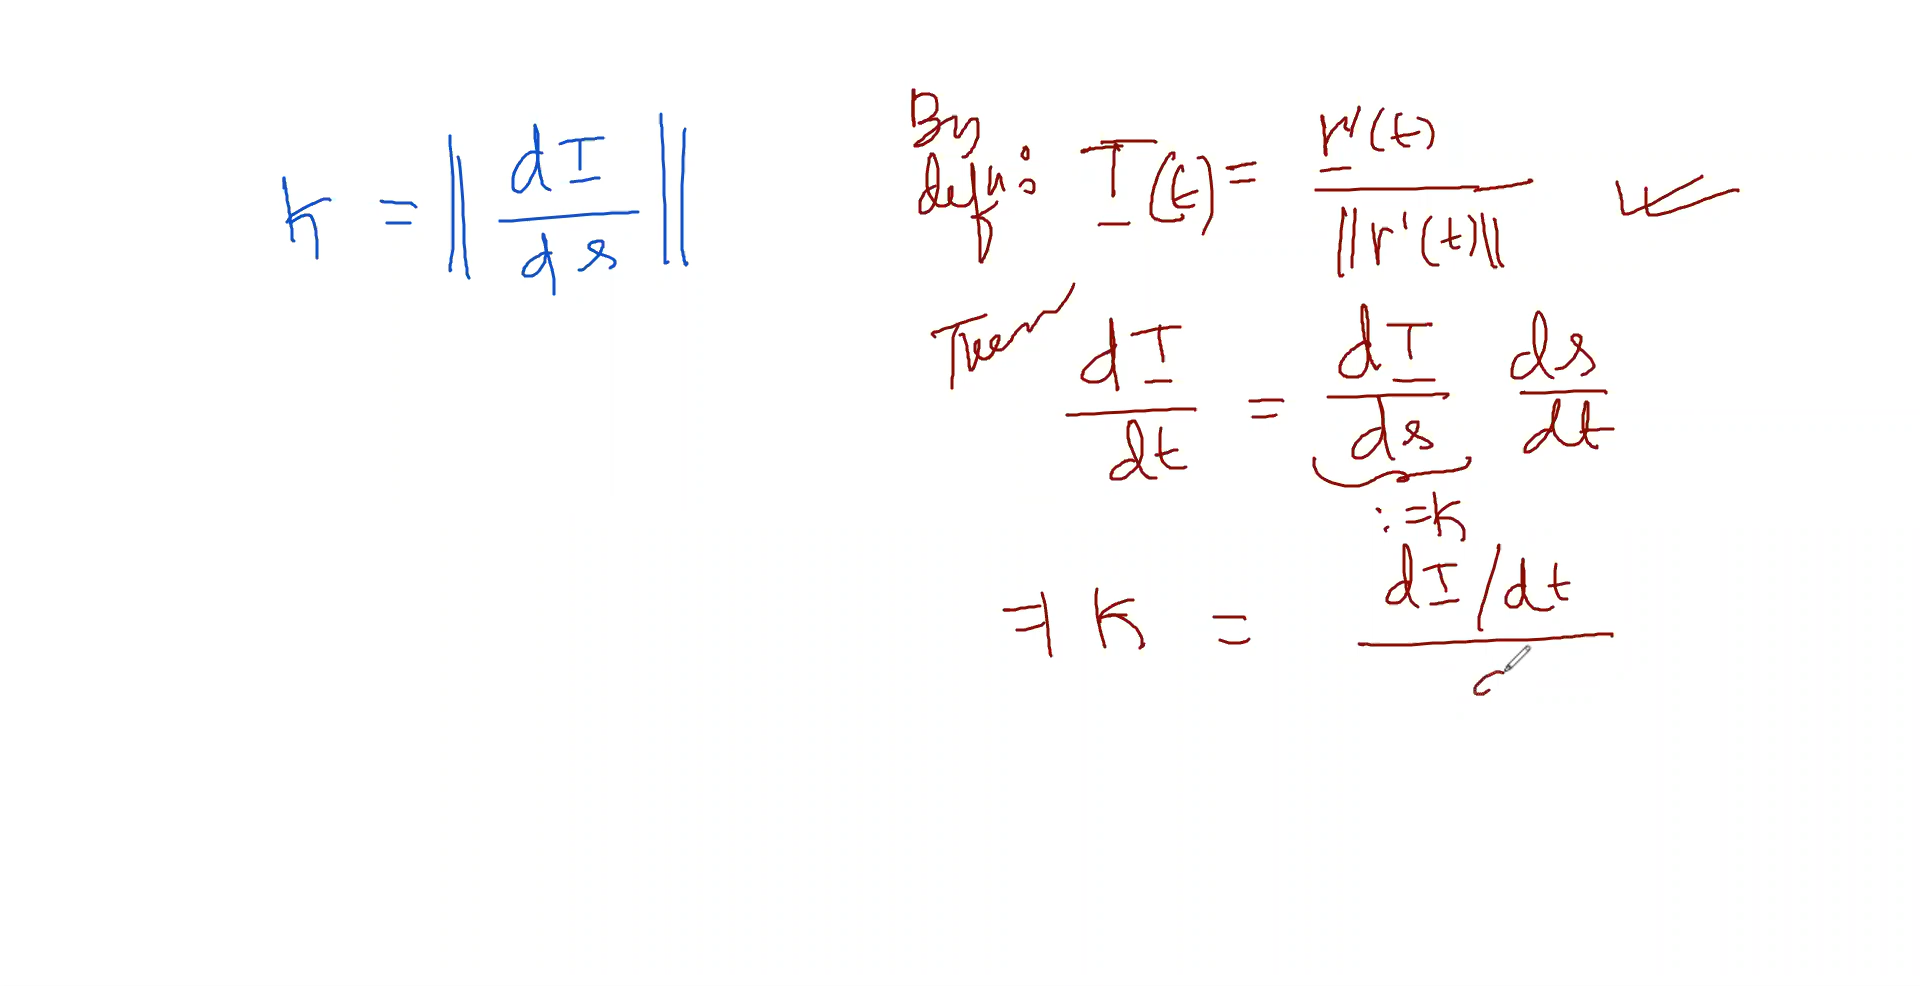 κ = || dT / ds ||
By defn: T(t) = r'(t) / ||r'(t)||
Then dT / dt = dT / ds ds / dt
:= K
⇒ K = dT/dt